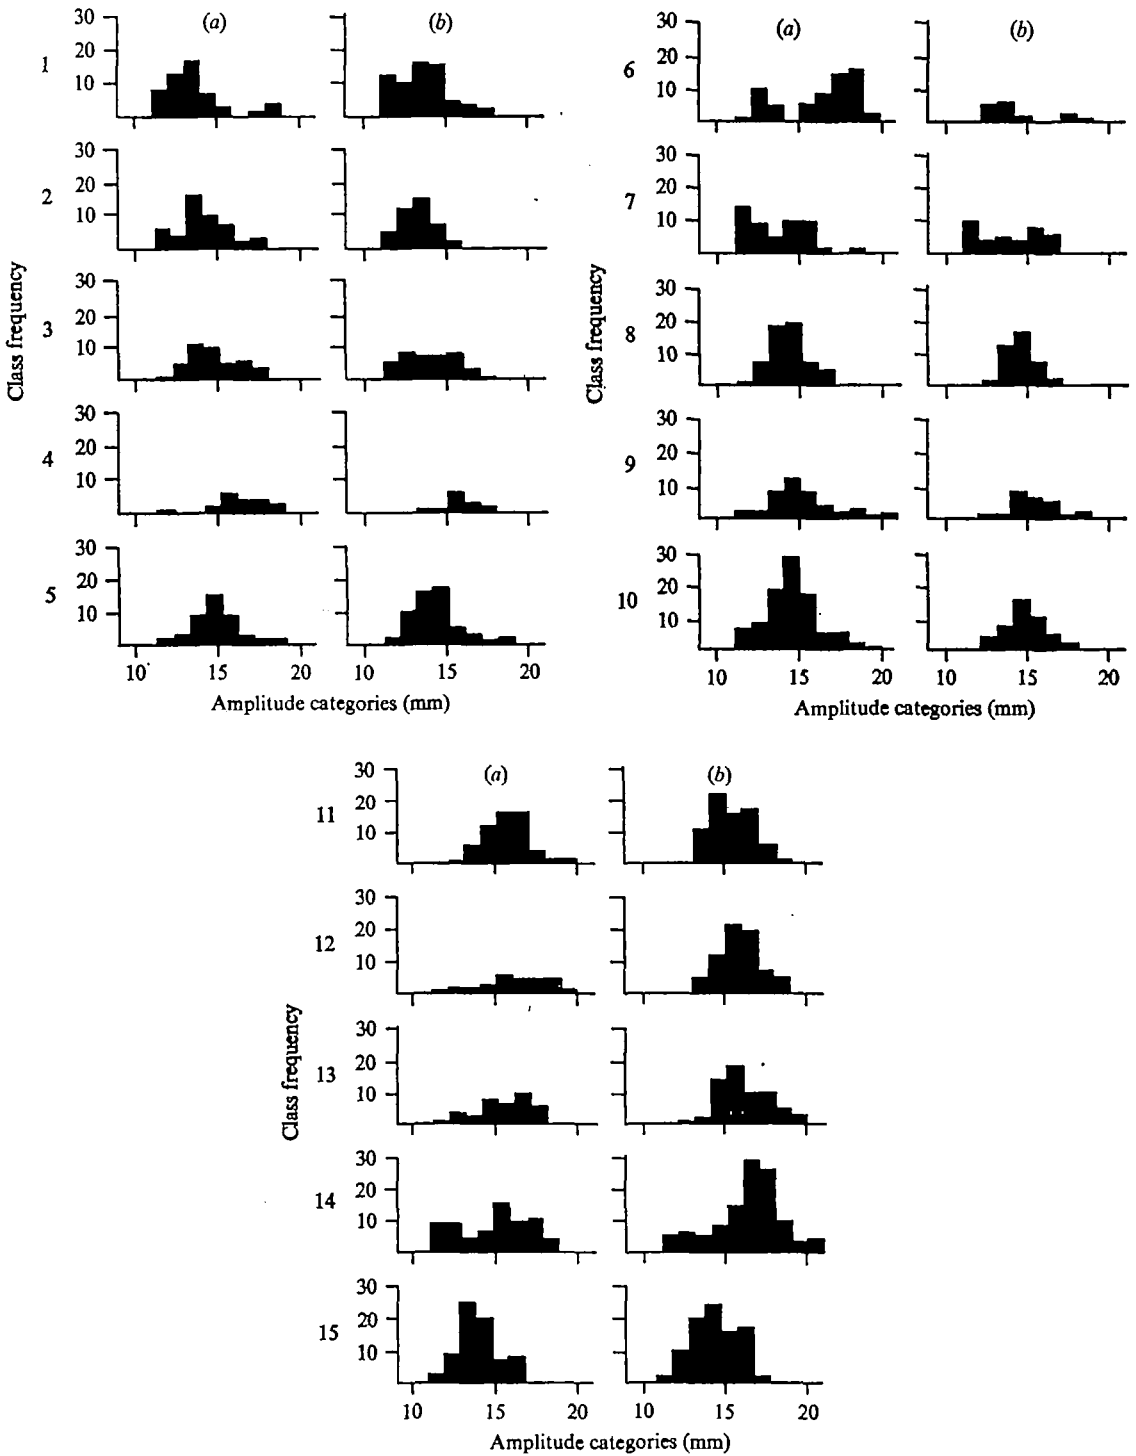 (a) (b)
1 30 20 10
2 30 20 10
3 30 20 10
4 30 20 10
5 30 20 10
Class frequency
10 15 20 10 15 20
Amplitude categories (mm)
(a) (b)
6 30 20 10
7 30 20 10
8 30 20 10
9 30 20 10
10 30 20 10
Class frequency
10 15 20 10 15 20
Amplitude categories (mm)
(a) (b)
11 30 20 10
12 30 20 10
13 30 20 10
14 30 20 10
15 30 20 10
Class frequency
10 15 20 10 15 20
Amplitude categories (mm)